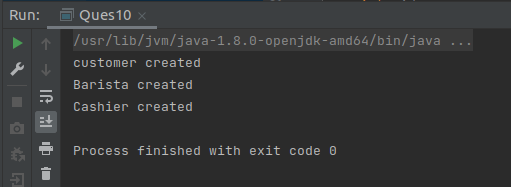 Run: Ques10
/usr/lib/jvm/java-1.8.0-openjdk-amd64/bin/java ...
customer created
Barista created
Cashier created
Process finished with exit code 0